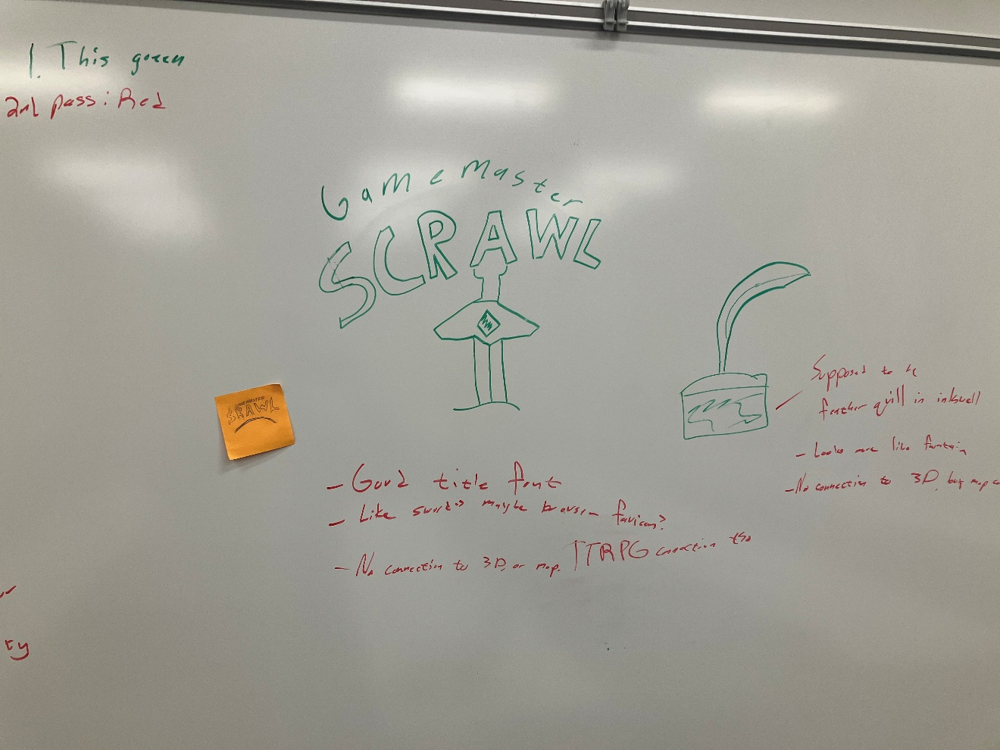 1. This green
2nd pass: Red
GameMaster
SCRAWL
GAMEMASTER
SRAWL
Supposed to be
feather quill in inkwell
- Looks more like fountain
- No connection to 3D, but map
- Good title font
- Like sword, maybe browser favicon?
- No connection to 3D, or map. TTRPG connection tho
ty